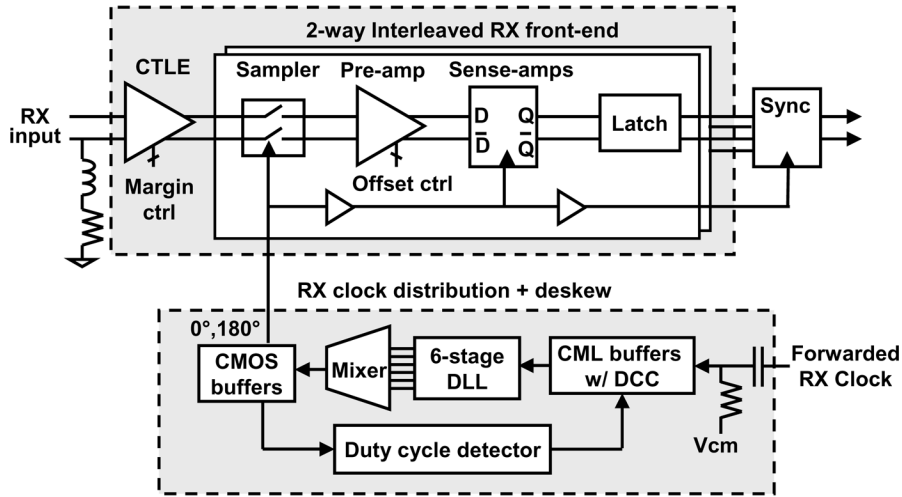 2-way Interleaved RX front-end
CTLE
Sampler
Pre-amp
Sense-amps
Sync
RX
input
D
Q
D̅
Q̅
Latch
Margin
ctrl
Offset ctrl
RX clock distribution + deskew
0°,180°
CMOS
buffers
Mixer
6-stage
DLL
CML buffers
w/ DCC
Forwarded
RX Clock
Vcm
Duty cycle detector